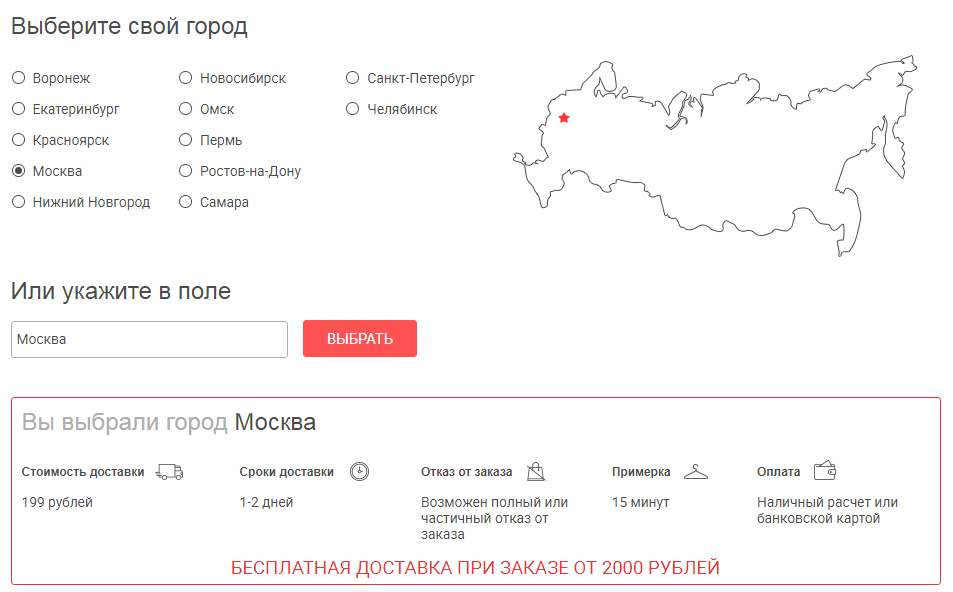 Выберите свой город
Воронеж
Новосибирск
Санкт-Петербург
Екатеринбург
Омск
Челябинск
Красноярск
Пермь
Москва
Ростов-на-Дону
Нижний Новгород
Самара
Или укажите в поле
Москва
ВЫБРАТЬ
Вы выбрали город Москва
Стоимость доставки
Сроки доставки
Отказ от заказа
Примерка
Оплата
199 рублей
1-2 дней
Возможен полный или
частичный отказ от
заказа
15 минут
Наличный расчет или
банковской картой
БЕСПЛАТНАЯ ДОСТАВКА ПРИ ЗАКАЗЕ ОТ 2000 РУБЛЕЙ